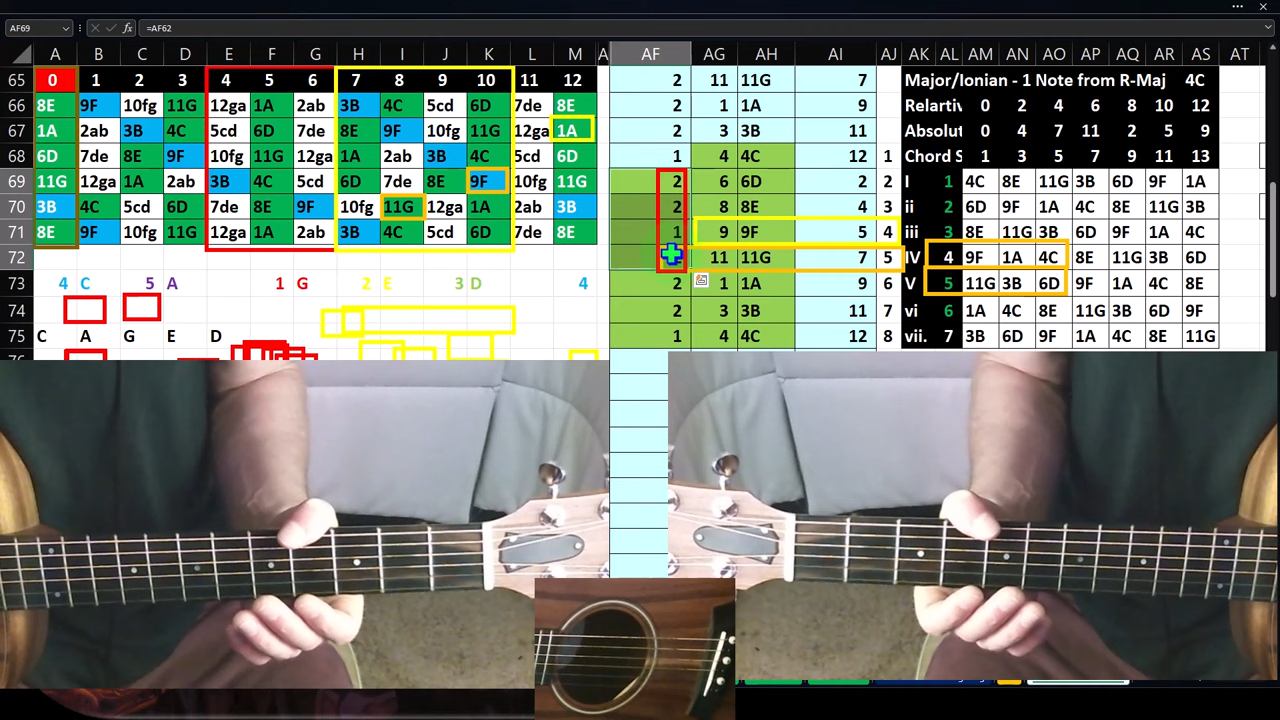 AF69 fx =AF62
A B C D E F G H I J K L M A AF AG AH AI AJ AK AL AM AN AO AP AQ AR AS AT
65 0 1 2 3 4 5 6 7 8 9 10 11 12 2 11 11G 7 Major/Ionian - 1 Note from R-Maj 4C
66 8E 9F 10fg 11G 12ga 1A 2ab 3B 4C 5cd 6D 7de 8E 2 1 1A 9 Relartiv 0 2 4 6 8 10 12
67 1A 2ab 3B 4C 5cd 6D 7de 8E 9F 10fg 11G 12ga 1A 2 3 3B 11 Absolut 0 4 7 11 2 5 9
68 6D 7de 8E 9F 10fg 11G 12ga 1A 2ab 3B 4C 5cd 6D 1 4 4C 12 1 Chord S 1 3 5 7 9 11 13
69 11G 12ga 1A 2ab 3B 4C 5cd 6D 7de 8E 9F 10fg 11G 2 6 6D 2 2 I 1 4C 8E 11G 3B 6D 9F 1A
70 3B 4C 5cd 6D 7de 8E 9F 10fg 11G 12ga 1A 2ab 3B 2 8 8E 4 3 ii 2 6D 9F 1A 4C 8E 11G 3B
71 8E 9F 10fg 11G 12ga 1A 2ab 3B 4C 5cd 6D 7de 8E 1 9 9F 5 4 iii 3 8E 11G 3B 6D 9F 1A 4C
72 11 11G 7 5 IV 4 9F 1A 4C 8E 11G 3B 6D
73 4 C 5 A 1 G 2 E 3 D 4 2 1 1A 9 6 V 5 11G 3B 6D 9F 1A 4C 8E
74 2 3 3B 11 7 vi 6 1A 4C 8E 11G 3B 6D 9F
75 C A G E D 1 4 4C 12 8 vii. 7 3B 6D 9F 1A 4C 8E 11G